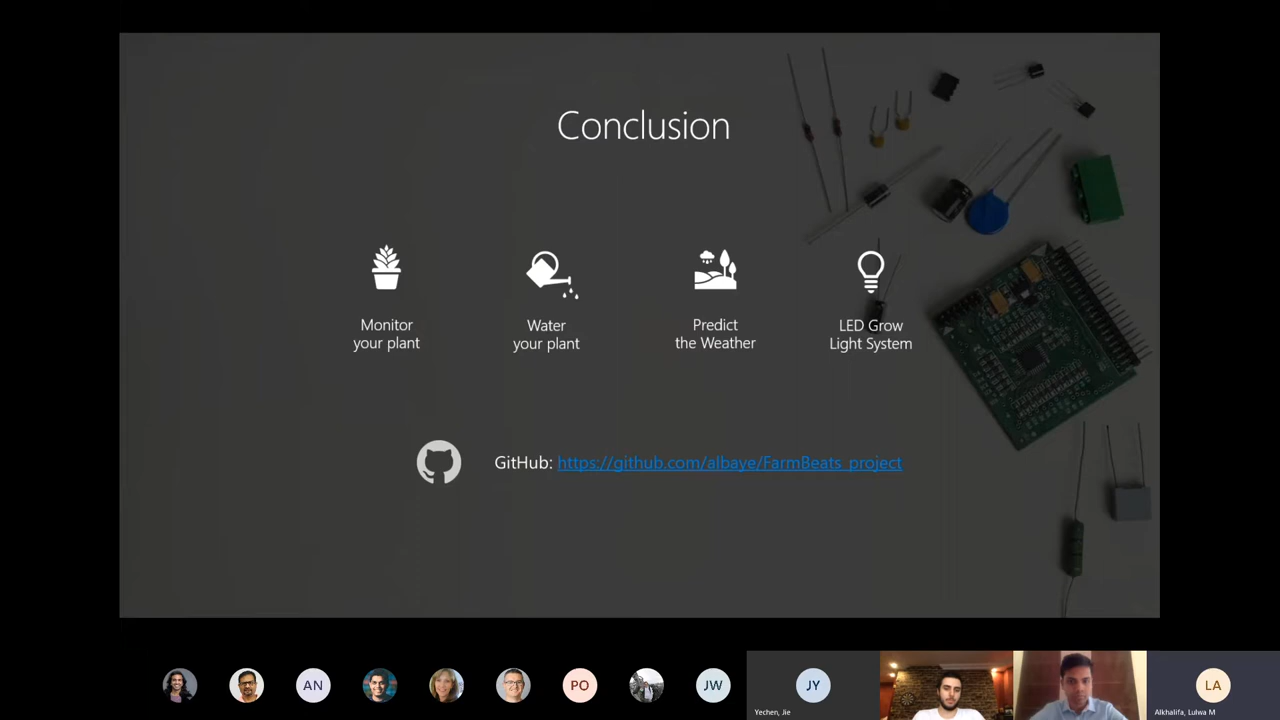 Conclusion
Monitor
your plant
Water
your plant
Predict
the Weather
LED Grow
Light System
GitHub: https://github.com/albaye/FarmBeats_project
AN
PO
JW
JY
LA
Yechen, Jie
Alkhalifa, Lulwa M